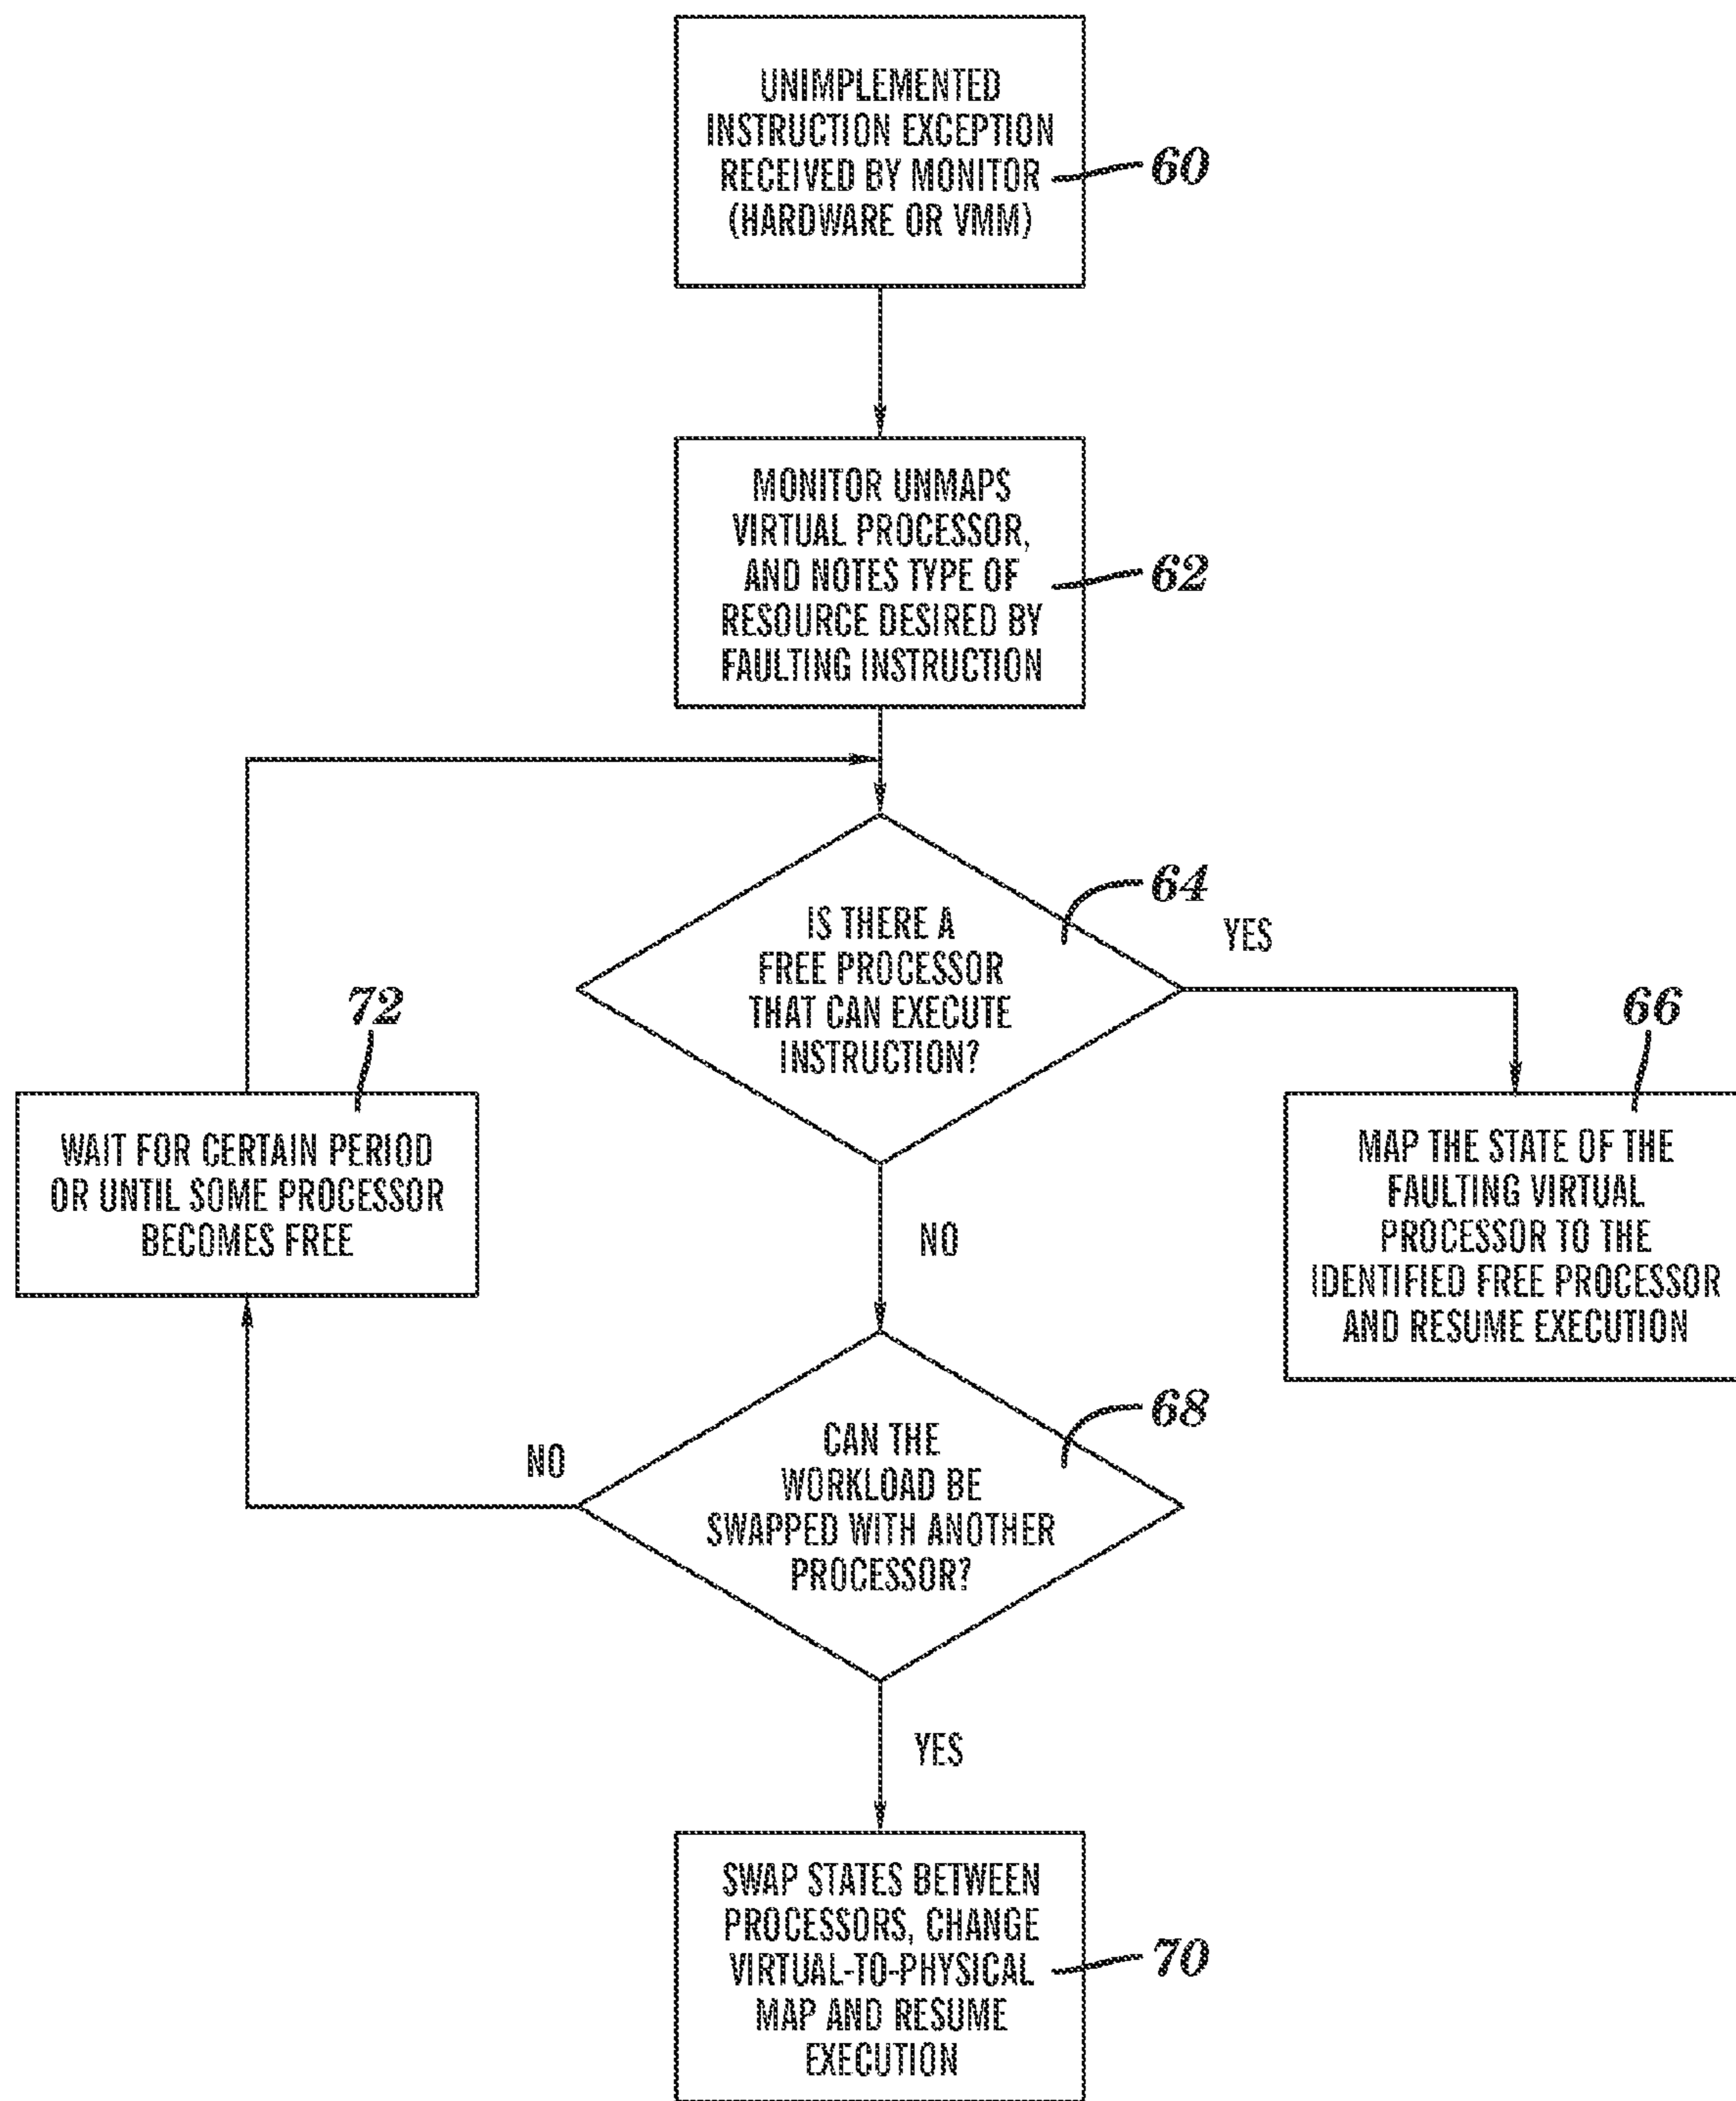 UNIMPLEMENTED
INSTRUCTION EXCEPTION
RECEIVED BY MONITOR
(HARDWARE OR VMM)
60
MONITOR UNMAPS
VIRTUAL PROCESSOR,
AND NOTES TYPE OF
RESOURCE DESIRED BY
FAULTING INSTRUCTION
62
IS THERE A
FREE PROCESSOR
THAT CAN EXECUTE
INSTRUCTION?
64
YES
66
MAP THE STATE OF THE
FAULTING VIRTUAL
PROCESSOR TO THE
IDENTIFIED FREE PROCESSOR
AND RESUME EXECUTION
72
WAIT FOR CERTAIN PERIOD
OR UNTIL SOME PROCESSOR
BECOMES FREE
NO
CAN THE
WORKLOAD BE
SWAPPED WITH ANOTHER
PROCESSOR?
68
NO
YES
SWAP STATES BETWEEN
PROCESSORS, CHANGE
VIRTUAL-TO-PHYSICAL
MAP AND RESUME
EXECUTION
70